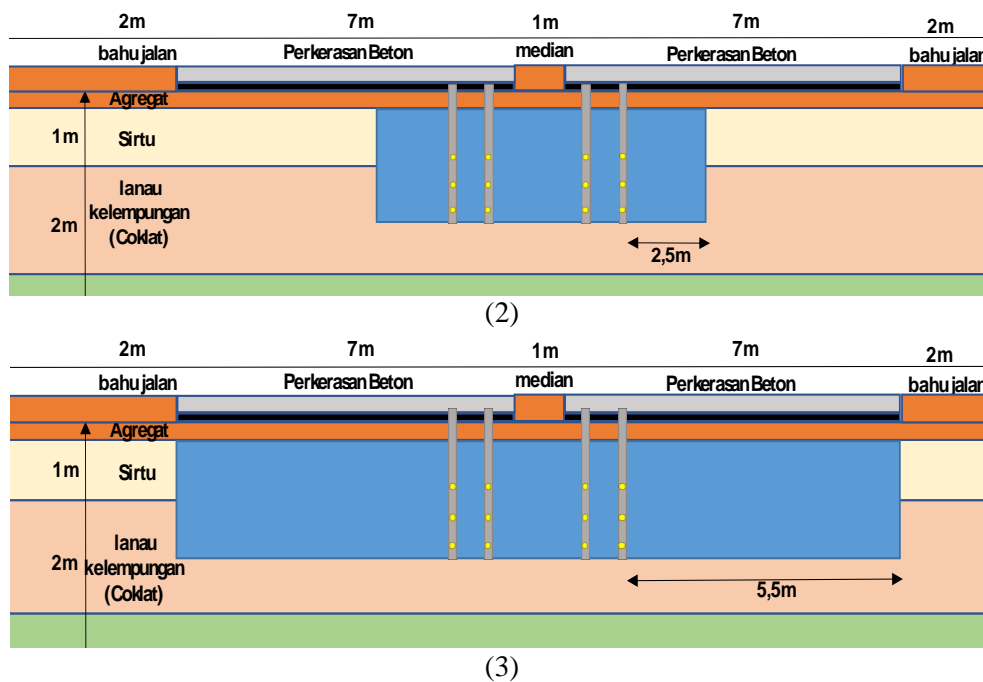 2m 7m 1m 7m 2m
bahu jalan Perkerasan Beton median Perkerasan Beton bahu jalan
Agregat
1m Sirtu
lanau
2m kelempungan
(Coklat)
2,5m
(2)
2m 7m 1m 7m 2m
bahu jalan Perkerasan Beton median Perkerasan Beton bahu jalan
Agregat
1m Sirtu
lanau
2m kelempungan
(Coklat)
5,5m
(3)